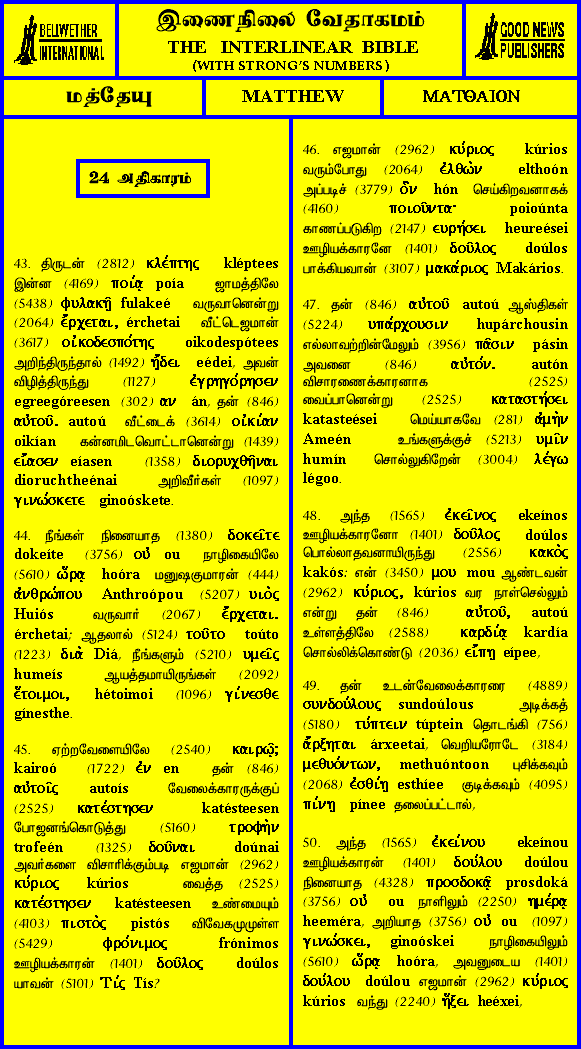 BELLWETHER
INTERNATIONAL
இணைநிலை வேதாகமம்
THE INTERLINEAR BIBLE
(WITH STRONG'S NUMBERS)
GOOD NEWS
PUBLISHERS
மத்தேயு
MATTHEW
ΜΑΤΘΑΙΟΝ
24 அதிகாரம்
43. திருடன் (2812) κλέπτης kléptees
இன்ன (4169) ποίᾳ poía ஜாமத்திலே
(5438) φυλακῇ fulakeé வருவானென்று
(2064) ἔρχεται, érchetai வீட்டெஜமான்
(3617) οἰκοδεσπότης oikodespótees
அறிந்திருந்தால் (1492) ᾔδει eédei, அவன்
விழித்திருந்து (1127) ἐγρηγόρησεν
egreegóreesen (302) αν án, தன் (846)
αὐτοῦ. autoú வீட்டைக் (3614) οἰκίαν
oikían கன்னமிடவொட்டானென்று (1439)
εἴασεν eíasen (1358) διορυχθῆναι
dioruchtheénai அறிவீர்கள் (1097)
γινώσκετε ginoóskete.
44. நீங்கள் நினையாத (1380) δοκεῖτε
dokeíte (3756) οὐ ou நாழிகையிலே
(5610) ὥρᾳ hoóra மனுஷகுமாரன் (444)
ἀνθρώπου Anthroópou (5207) υιὸς
Huiós வருவார் (2067) ἔρχεται.
érchetai; ஆதலால் (5124) τοῦτο toúto
(1223) διὰ Diá, நீங்களும் (5210) υμεῖς
humeís ஆயத்தமாயிருங்கள் (2092)
ἕτοιμοι, hétoimoi (1096) γίνεσθε
gínesthe.
45. ஏற்றவேளையிலே (2540) καιρῷ;
kairoó (1722) ἐν en தன் (846)
αὐτοῖς autoís வேலைக்காரருக்குப்
(2525) κατέστησεν katésteesen
போஜனங்கொடுத்து (5160) τροφὴν
trofeén (1325) δοῦναι doúnai
அவர்களை விசாரிக்கும்படி எஜமான் (2962)
κύριος kúrios வைத்த (2525)
κατέστησεν katésteesen உண்மையும்
(4103) πιστὸς pistós விவேகமுமுள்ள
(5429) φρόνιμος frónimos
ஊழியக்காரன் (1401) δοῦλος doúlos
யாவன் (5101) Τίς Tís?
46. எஜமான் (2962) κύριος kúrios
வரும்போது (2064) ἐλθὼν elthoón
அப்படிச் (3779) ὃν hón செய்கிறவனாகக்
(4160) ποιοῦντα· poioúnta
காணப்படுகிற (2147) ευρήσει heureései
ஊழியக்காரனே (1401) δοῦλος doúlos
பாக்கியவான் (3107) μακάριος Makários.
47. தன் (846) αὐτοῦ autoú ஆஸ்திகள்
(5224) υπάρχουσιν hupárchousin
எல்லாவற்றின்மேலும் (3956) πᾶσιν pásin
அவனை (846) αὐτόν. autón
விசாரணைக்காரனாக (2525)
வைப்பானென்று (2525) καταστήσει
katasteései மெய்யாகவே (281) ἀμὴν
Ameén உங்களுக்குச் (5213) υμῖν
humín சொல்லுகிறேன் (3004) λέγω
légoo.
48. அந்த (1565) ἐκεῖνος ekeínos
ஊழியக்காரனோ (1401) δοῦλος doúlos
பொல்லாதவனாயிருந்து (2556) κακὸς
kakós: என் (3450) μου mou ஆண்டவன்
(2962) κύριος, kúrios வர நாள்செல்லும்
என்று தன் (846) αὐτοῦ, autoú
உள்ளத்திலே (2588) καρδίᾳ kardía
சொல்லிக்கொண்டு (2036) εἴπῃ eípee,
49. தன் உடன்வேலைக்காரரை (4889)
συνδούλους sundoúlous அடிக்கத்
(5180) τύπτειν túptein தொடங்கி (756)
ἄρξηται árxeetai, வெறியரோடே (3184)
μεθυόντων, methuóntoon புசிக்கவும்
(2068) ἐσθίῃ esthíee குடிக்கவும் (4095)
πίνῃ pínee தலைப்பட்டால்,
50. அந்த (1565) ἐκείνου ekeínou
ஊழியக்காரன் (1401) δούλου doúlou
நினையாத (4328) προσδοκᾷ prosdoká
(3756) οὐ ou நாளிலும் (2250) ημέρᾳ
heeméra, அறியாத (3756) οὐ ou (1097)
γινώσκει, ginoóskei நாழிகையிலும்
(5610) ὥρᾳ hoóra, அவனுடைய (1401)
δούλου doúlou எஜமான் (2962) κύριος
kúrios வந்து (2240) ἥξει heéxei,